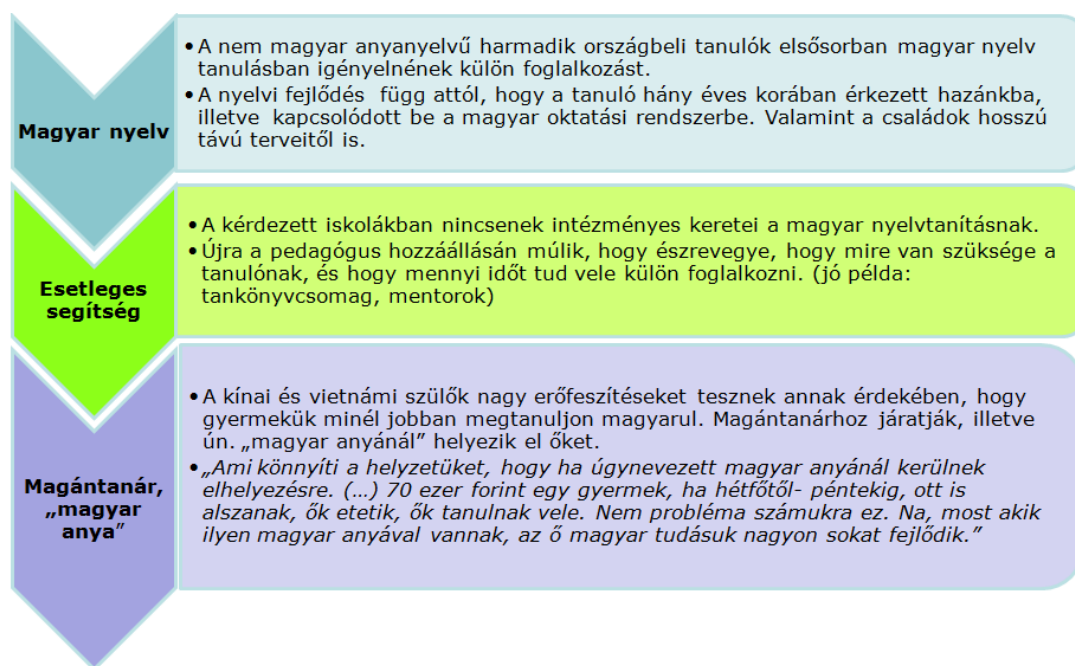 Magyar nyelv
• A nem magyar anyanyelvű harmadik országbeli tanulók elsősorban magyar nyelv
tanulásban igényelnének külön foglalkozást.
• A nyelvi fejlődés függ attól, hogy a tanuló hány éves korában érkezett hazánkba,
illetve kapcsolódott be a magyar oktatási rendszerbe. Valamint a családok hosszú
távú terveitől is.
Esetleges
segítség
• A kérdezett iskolákban nincsenek intézményes keretei a magyar nyelvtanításnak.
• Újra a pedagógus hozzáállásán múlik, hogy észrevegye, hogy mire van szüksége a
tanulónak, és hogy mennyi időt tud vele külön foglalkozni. (jó példa:
tankönyvcsomag, mentorok)
Magántanár,
„magyar
anya”
• A kínai és vietnámi szülők nagy erőfeszítéseket tesznek annak érdekében, hogy
gyermekük minél jobban megtanuljon magyarul. Magántanárhoz járatják, illetve
ún. „magyar anyánál” helyezik el őket.
• „Ami könnyíti a helyzetüket, hogy ha úgynevezett magyar anyánál kerülnek
elhelyezésre. (…) 70 ezer forint egy gyermek, ha hétfőtől- péntekig, ott is
alszanak, ők etetik, ők tanulnak vele. Nem probléma számukra ez. Na, most akik
ilyen magyar anyával vannak, az ő magyar tudásuk nagyon sokat fejlődik.”